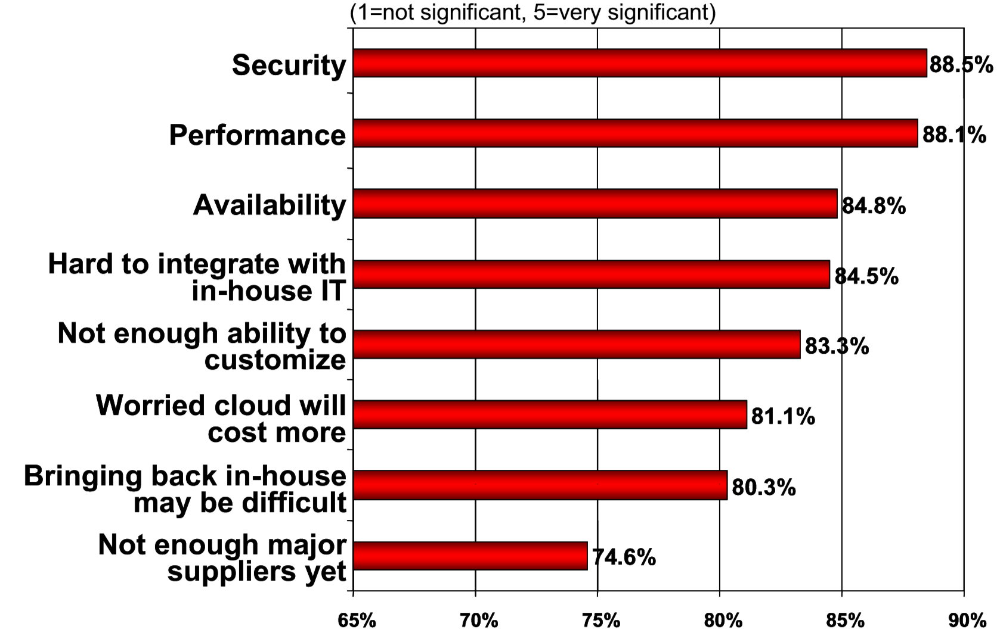 (1=not significant, 5=very significant)
Security
88.5%
Performance
88.1%
Availability
84.8%
Hard to integrate with
in-house IT
84.5%
Not enough ability to
customize
83.3%
Worried cloud will
cost more
81.1%
Bringing back in-house
may be difficult
80.3%
Not enough major
suppliers yet
74.6%
65% 70% 75% 80% 85% 90%